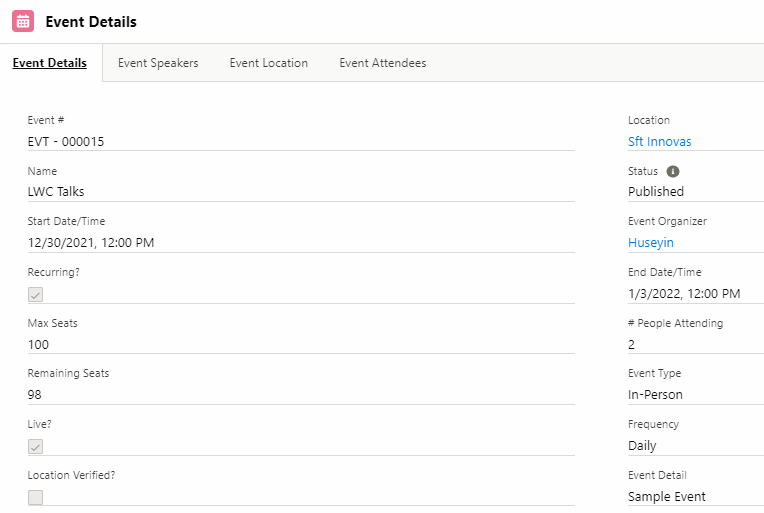 Event Details
Event Details Event Speakers Event Location Event Attendees
Event #
EVT - 000015
Location
Sft Innovas
Name
LWC Talks
Status
Published
Start Date/Time
12/30/2021, 12:00 PM
Event Organizer
Huseyin
Recurring?
End Date/Time
1/3/2022, 12:00 PM
Max Seats
100
# People Attending
2
Remaining Seats
98
Event Type
In-Person
Live?
Frequency
Daily
Location Verified?
Event Detail
Sample Event